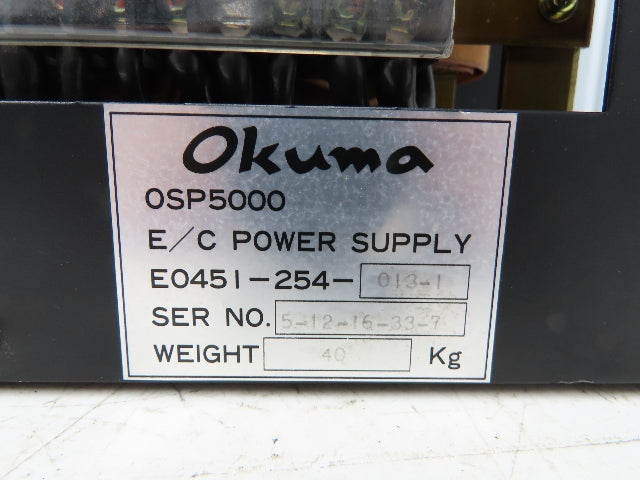 Okuma
OSP5000
E/C POWER SUPPLY
E0451-254-013-1
SER NO. 5-12-16-33-7
WEIGHT 40 Kg